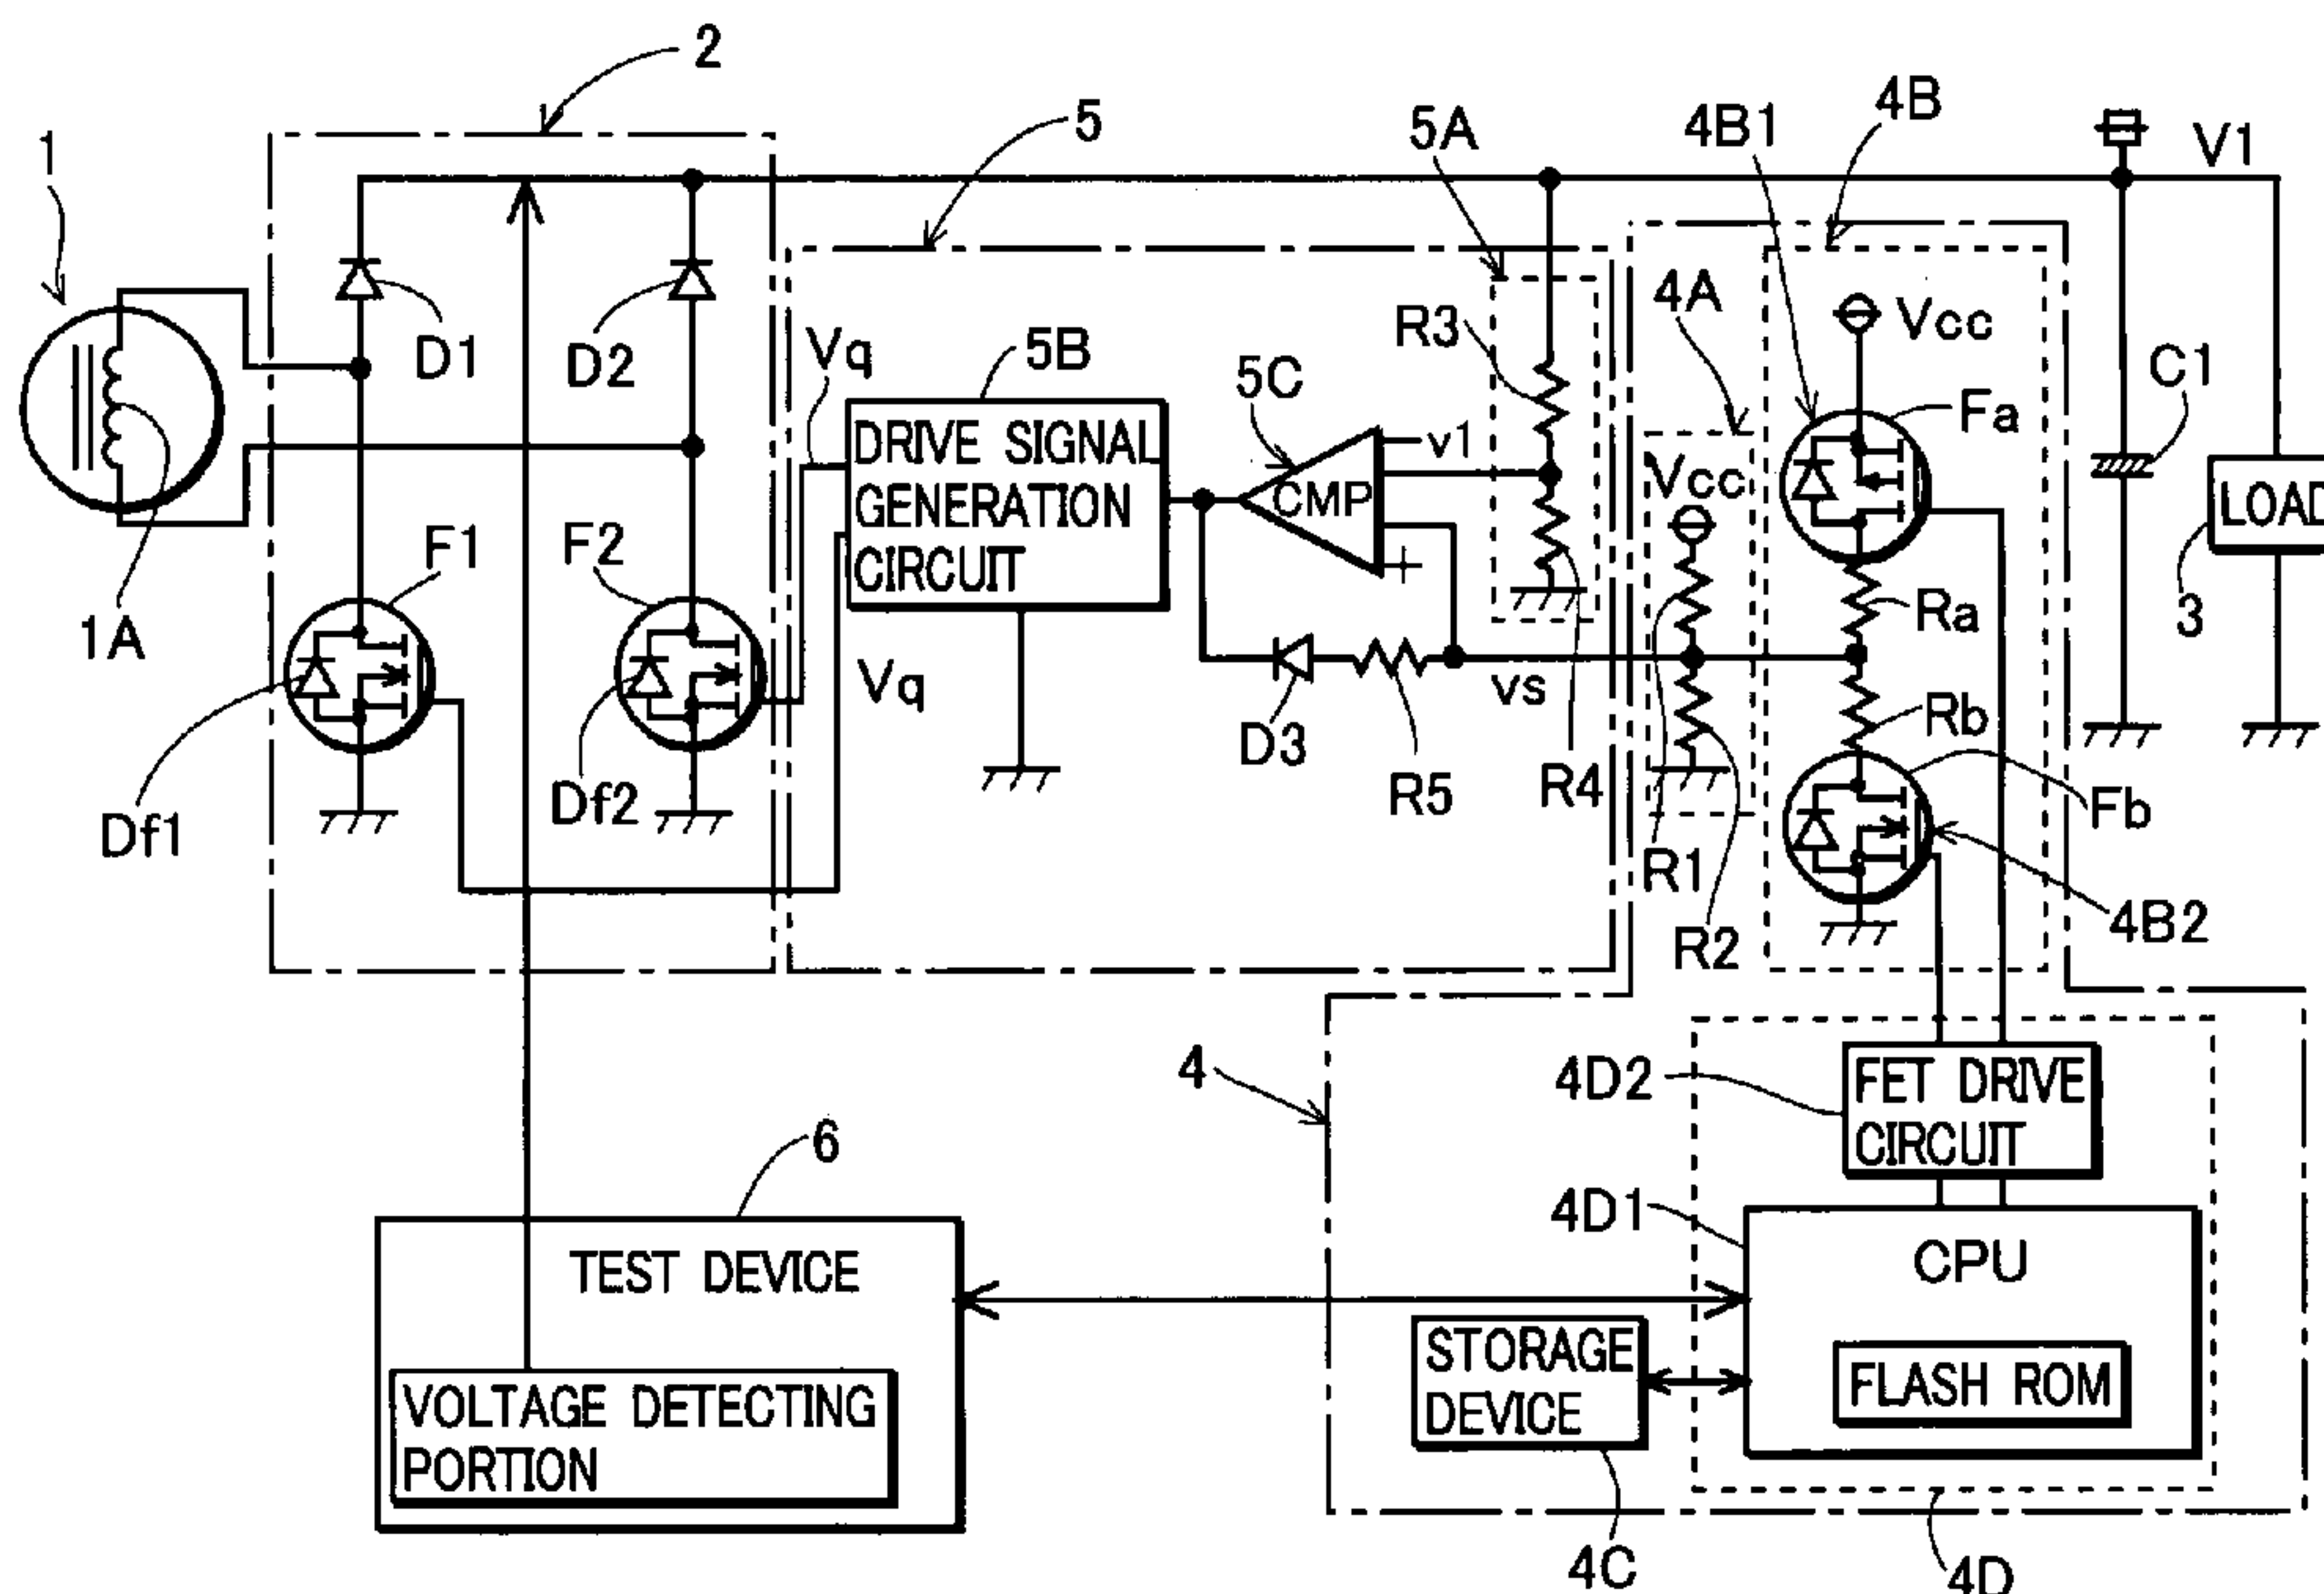 2
1
5
5A
4B1
4B
V1
4A
Vcc
R3
D1
D2
Vq
5B
5C
v1
Fa
C1
DRIVE SIGNAL
GENERATION
CIRCUIT
CMP
Vcc
LOAD
F1
F2
+
1A
Ra
3
Vq
vs
Rb
D3
R5
R4
Df1
Df2
Fb
R1
R2
4B2
4
4D2
FET DRIVE
CIRCUIT
6
4D1
TEST DEVICE
CPU
STORAGE
DEVICE
FLASH ROM
VOLTAGE DETECTING
PORTION
4C
4D